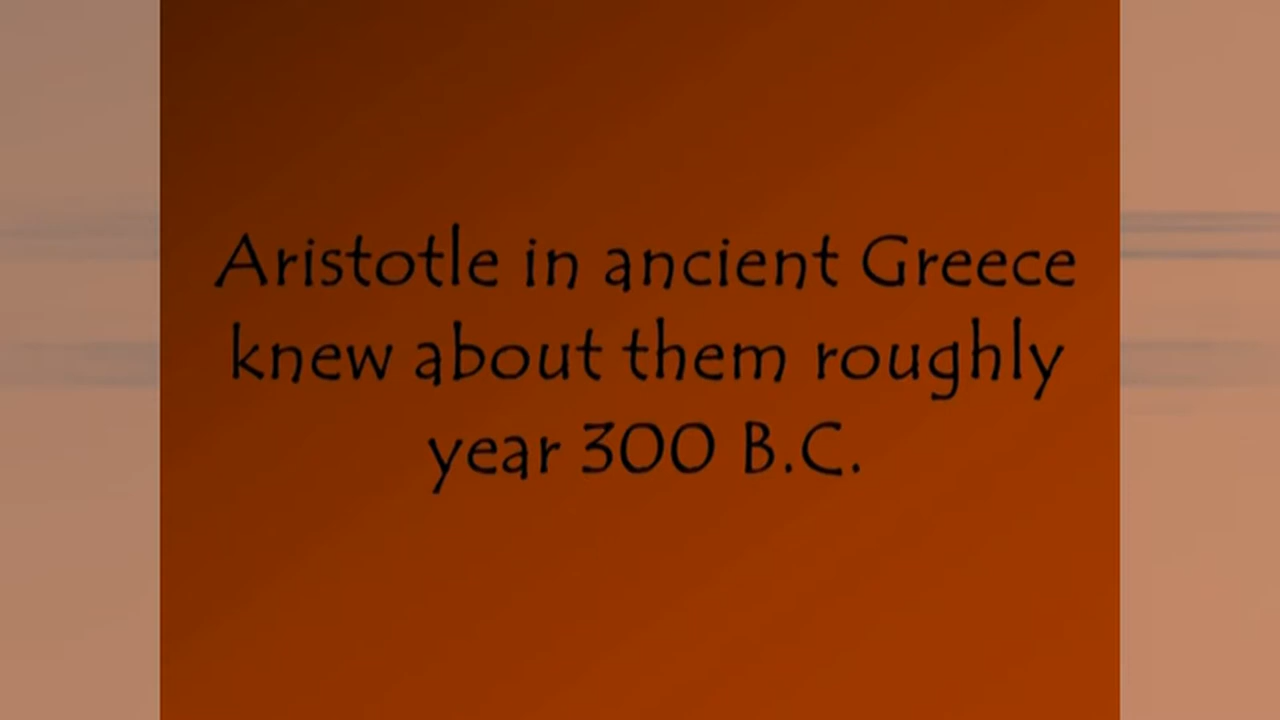 Aristotle in ancient Greece
knew about them roughly
year 300 B.C.